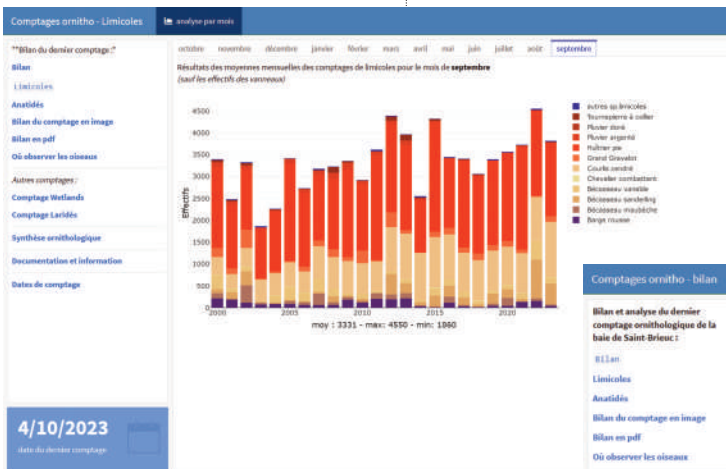 Comptages ornitho - Limicoles
analyse par mois
""Bilan du dernier comptage :"
Bilan
Limicoles
Anatidés
Bilan du comptage en image
Bilan en pdf
Où observer les oiseaux
Autres comptages :
Comptage Wetlands
Comptage Laridés
Synthèse ornithologique
Documentation et information
Dates de comptage
4/10/2023
date du dernier comptage
octobre novembre décembre janvier février mars avril mai juin juillet août septembre
Résultats des moyennes mensuelles des comptages de limicoles pour le mois de septembre
(sauf les effectifs des vanneaux)
Effectifs
4500
4000
3500
3000
2500
2000
1500
1000
500
0
2000 2005 2010 2015 2020
moy : 3331 - max: 4550 - min: 1860
autres sp.limicoles
Tournepierre à collier
Pluvier doré
Pluvier argenté
Huîtrier pie
Grand Gravelot
Courlis cendré
Chevalier combattant
Bécasseau variable
Bécasseau sanderling
Bécasseau maubèche
Barge rousse
Comptages ornitho - bilan
Bilan et analyse du dernier
comptage ornithologique de la
baie de Saint-Brieuc :
Bilan
Limicoles
Anatidés
Bilan du comptage en image
Bilan en pdf
Où observer les oiseaux